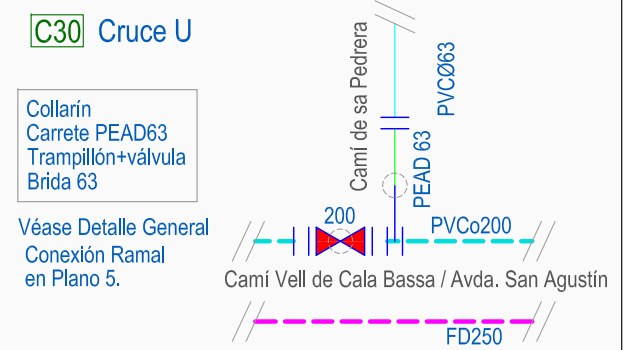 C30 Cruce U
Collarín
Carrete PEAD63
Trampillón+válvula
Brida 63
Véase Detalle General
Conexión Ramal
en Plano 5.
Camí de sa Pedrera
PVCØ63
PEAD 63
200
PVCo200
Camí Vell de Cala Bassa / Avda. San Agustín
FD250